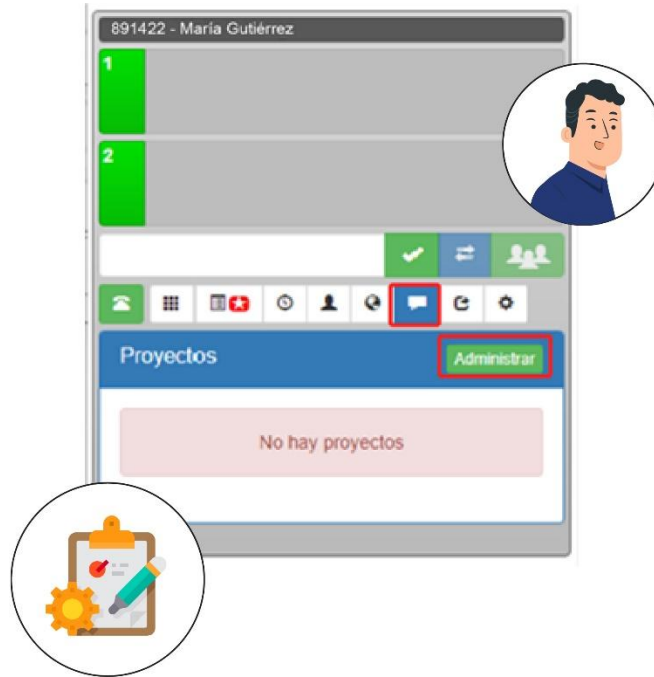 891422 - María Gutiérrez
1
2
Proyectos
Administrar
No hay proyectos